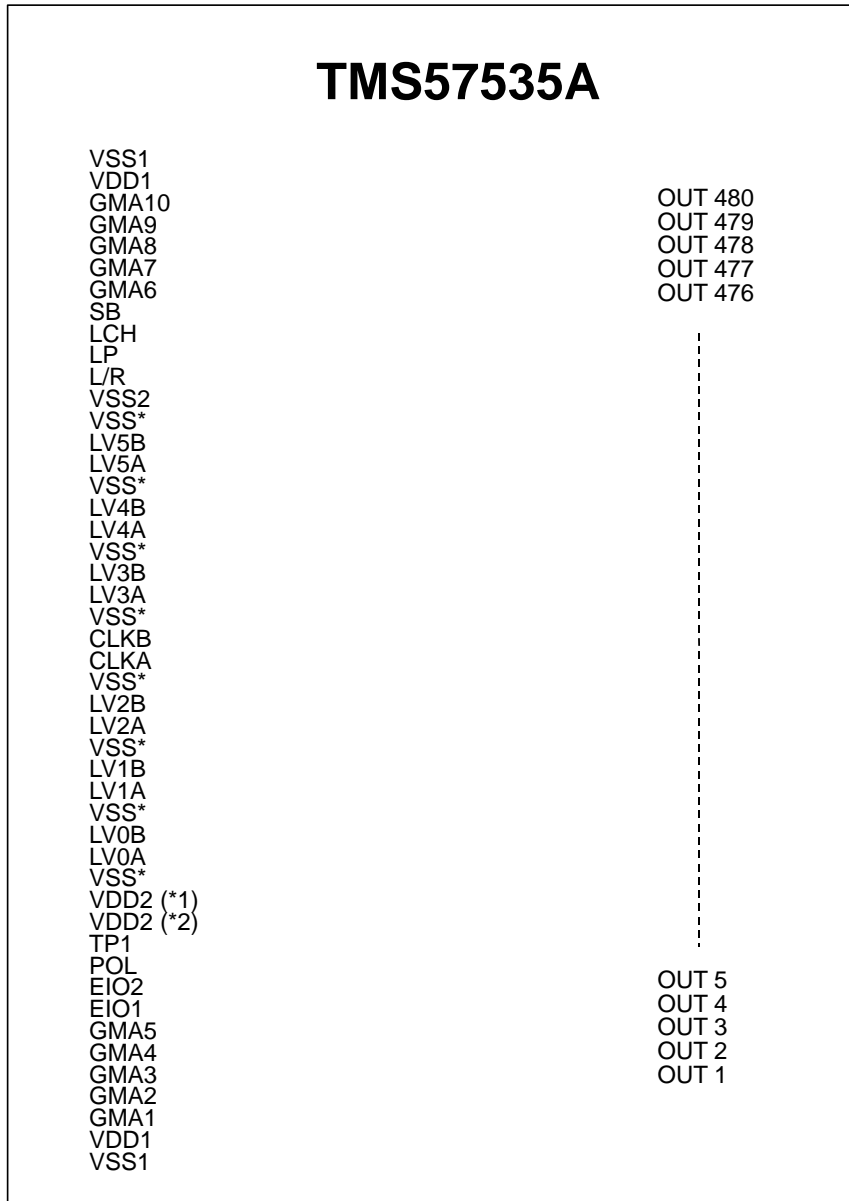 TMS57535A
VSS1
VDD1
GMA10
GMA9
GMA8
GMA7
GMA6
SB
LCH
LP
L/R
VSS2
VSS*
LV5B
LV5A
VSS*
LV4B
LV4A
VSS*
LV3B
LV3A
VSS*
CLKB
CLKA
VSS*
LV2B
LV2A
VSS*
LV1B
LV1A
VSS*
LV0B
LV0A
VSS*
VDD2 (*1)
VDD2 (*2)
TP1
POL
EIO2
EIO1
GMA5
GMA4
GMA3
GMA2
GMA1
VDD1
VSS1
OUT 480
OUT 479
OUT 478
OUT 477
OUT 476
OUT 5
OUT 4
OUT 3
OUT 2
OUT 1